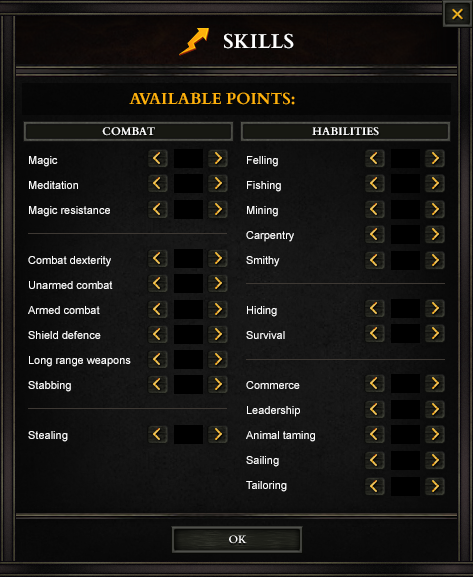 SKILLS
AVAILABLE POINTS:
COMBAT
Magic
Meditation
Magic resistance
Combat dexterity
Unarmed combat
Armed combat
Shield defence
Long range weapons
Stabbing
Stealing
HABILITIES
Felling
Fishing
Mining
Carpentry
Smithy
Hiding
Survival
Commerce
Leadership
Animal taming
Sailing
Tailoring
OK